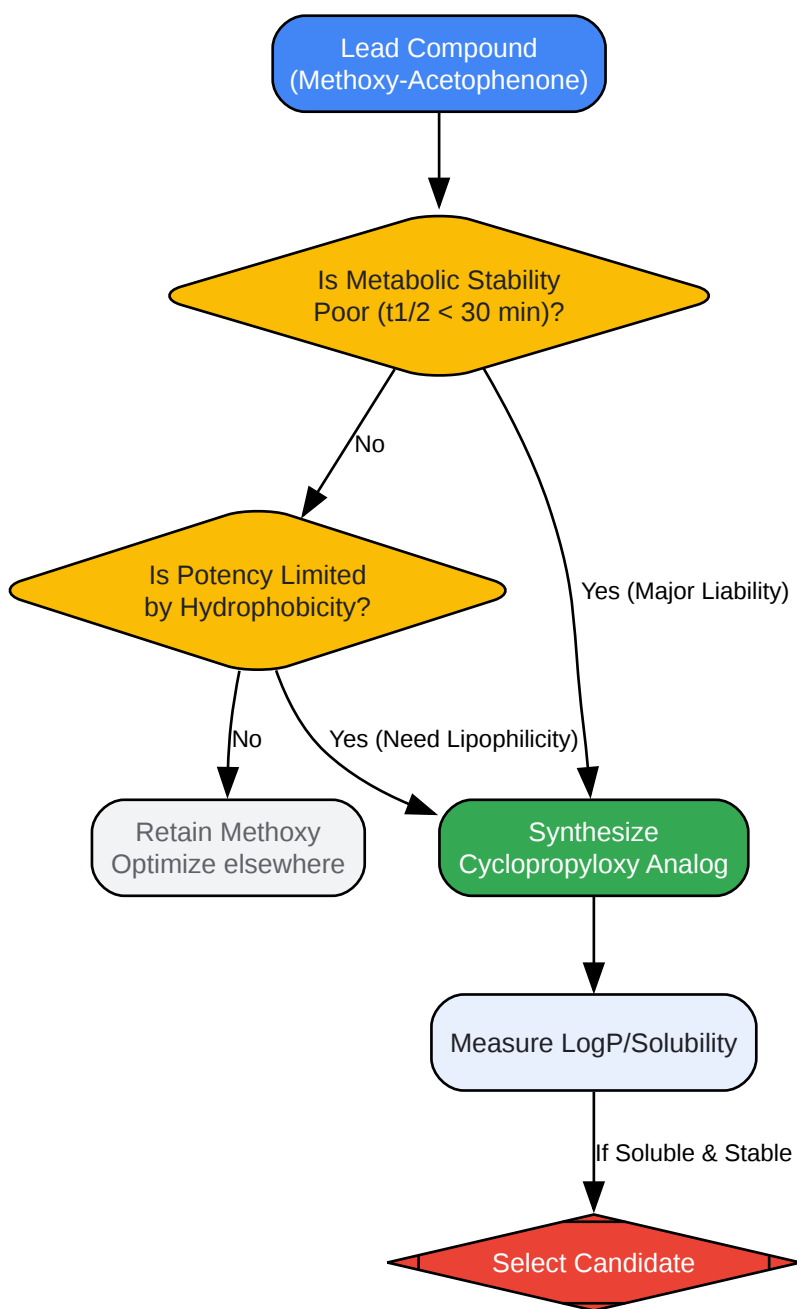 Lead Compound
(Methoxy-Acetophenone)
Is Metabolic Stability
Poor (t1/2 < 30 min)?
No
Is Potency Limited
by Hydrophobicity?
Yes (Major Liability)
No
Yes (Need Lipophilicity)
Retain Methoxy
Optimize elsewhere
Synthesize
Cyclopropyloxy Analog
Measure LogP/Solubility
If Soluble & Stable
Select Candidate